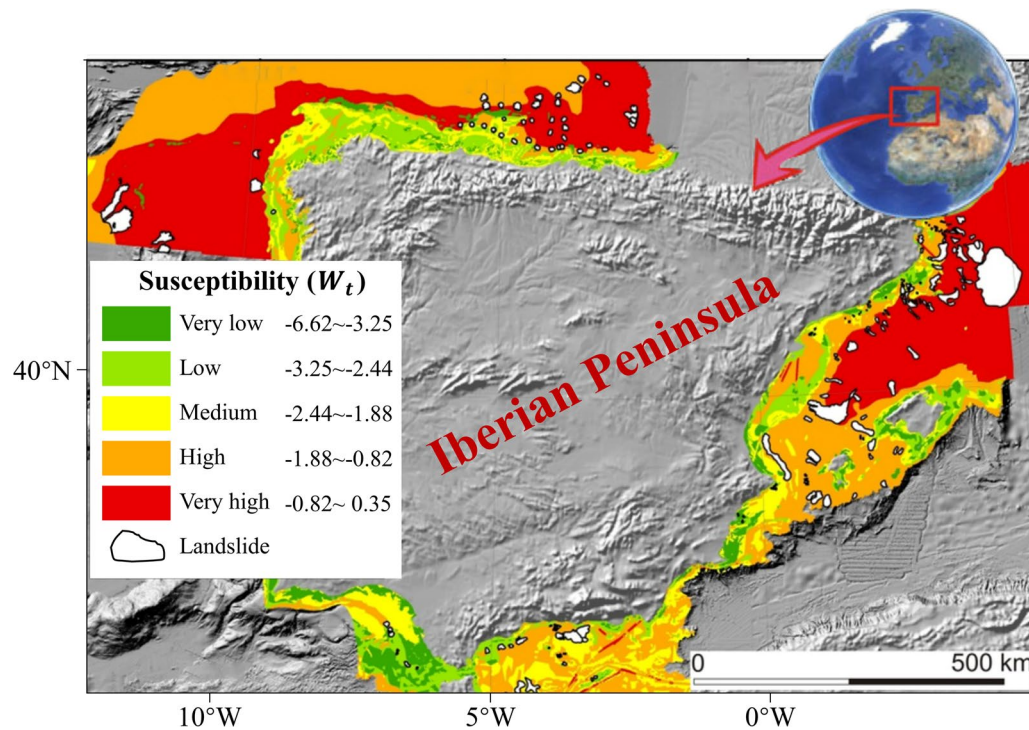 Susceptibility (Wₜ)
Very low -6.62~-3.25
Low -3.25~-2.44
Medium -2.44~-1.88
High -1.88~-0.82
Very high -0.82~ 0.35
Landslide
Iberian Peninsula
40°N
0 500 km
10°W 5°W 0°W